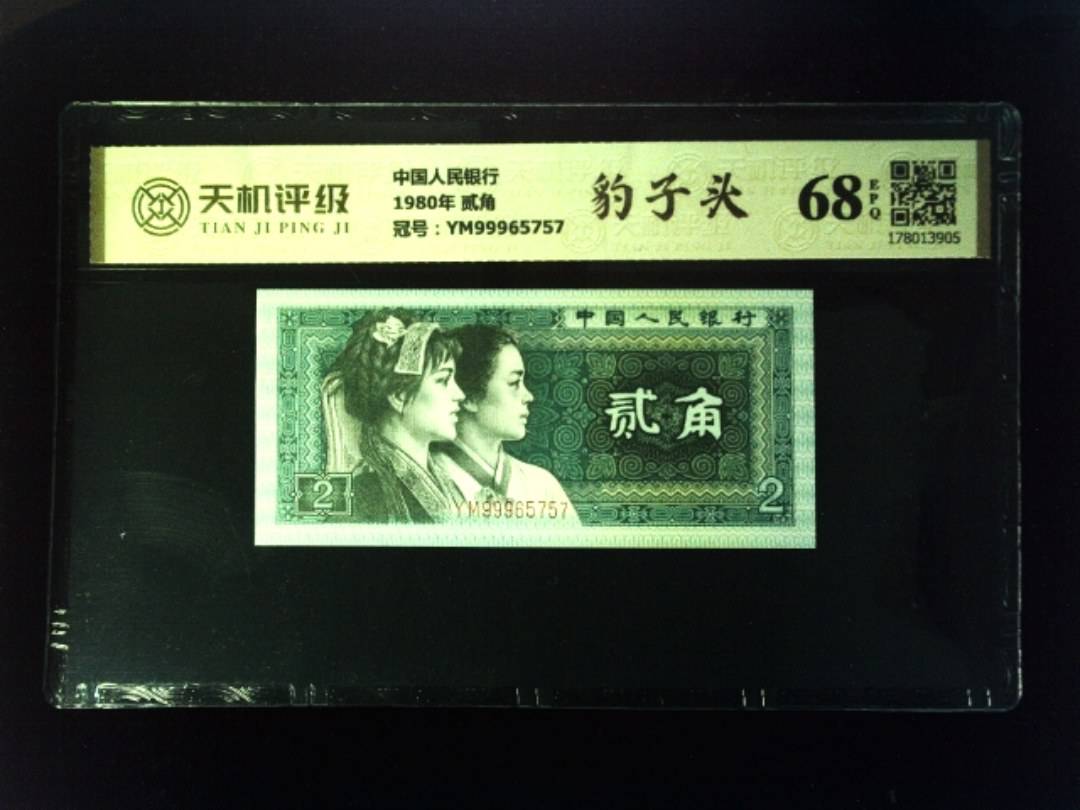 天机评级
TIAN JI PING JI
中国人民银行
1980年 贰角
冠号：YM99965757
豹子头
68
EPQ
178013905
中国人民银行
贰角
2
YM99965757
2